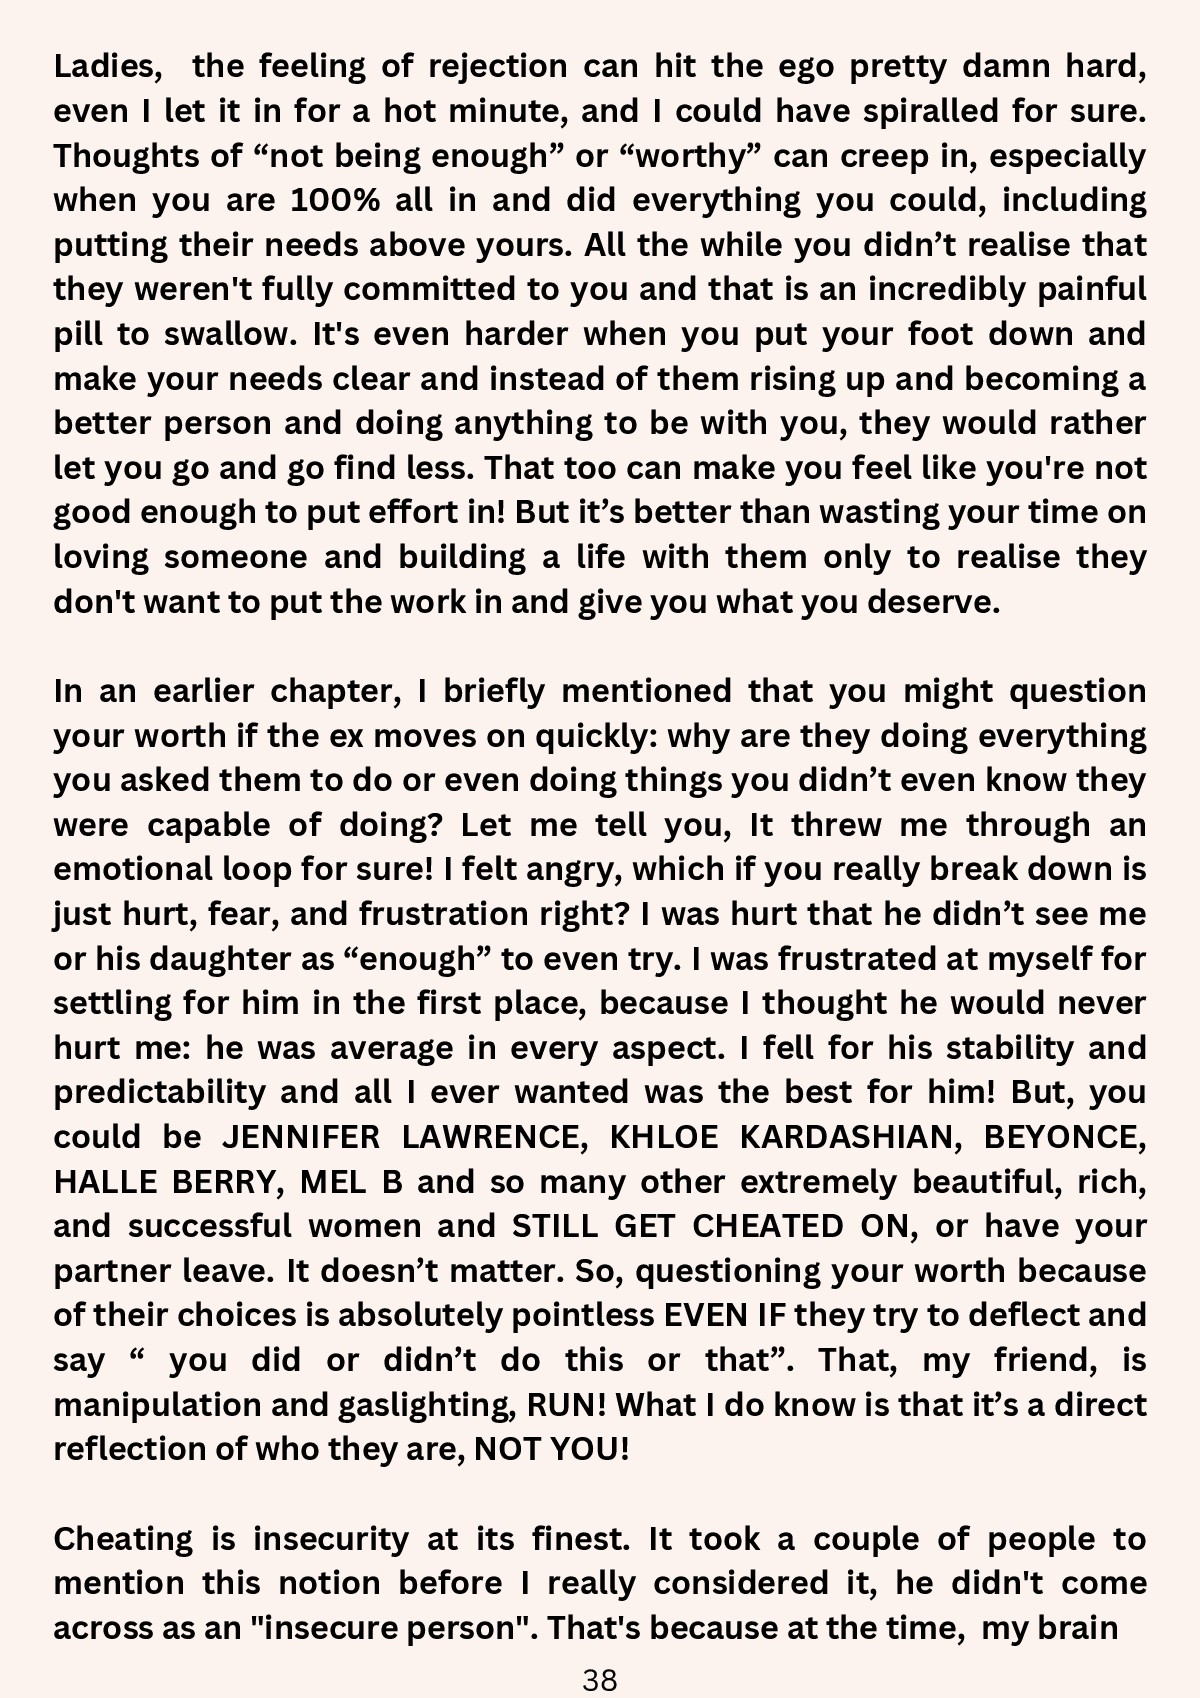 Ladies,  the feeling of rejection can hit the ego pretty damn hard,
even I let it in for a hot minute, and I could have spiralled for sure.
Thoughts of “not being enough” or “worthy” can creep in, especially
when you are 100% all in and did everything you could, including
putting their needs above yours. All the while you didn’t realise that
they weren't fully committed to you and that is an incredibly painful
pill to swallow. It's even harder when you put your foot down and
make your needs clear and instead of them rising up and becoming a
better person and doing anything to be with you, they would rather
let you go and go find less. That too can make you feel like you're not
good enough to put effort in! But it’s better than wasting your time on
loving someone and building a life with them only to realise they
don't want to put the work in and give you what you deserve.

In an earlier chapter, I briefly mentioned that you might question
your worth if the ex moves on quickly: why are they doing everything
you asked them to do or even doing things you didn’t even know they
were capable of doing? Let me tell you, It threw me through an
emotional loop for sure! I felt angry, which if you really break down is
just hurt, fear, and frustration right? I was hurt that he didn’t see me
or his daughter as “enough” to even try. I was frustrated at myself for
settling for him in the first place, because I thought he would never
hurt me: he was average in every aspect. I fell for his stability and
predictability and all I ever wanted was the best for him! But, you
could be JENNIFER LAWRENCE, KHLOE KARDASHIAN, BEYONCE,
HALLE BERRY, MEL B and so many other extremely beautiful, rich,
and successful women and STILL GET CHEATED ON, or have your
partner leave. It doesn’t matter. So, questioning your worth because
of their choices is absolutely pointless EVEN IF they try to deflect and
say “ you did or didn’t do this or that”. That, my friend, is
manipulation and gaslighting, RUN! What I do know is that it’s a direct
reflection of who they are, NOT YOU!

Cheating is insecurity at its finest. It took a couple of people to
mention this notion before I really considered it, he didn't come
across as an "insecure person". That's because at the time,  my brain
38